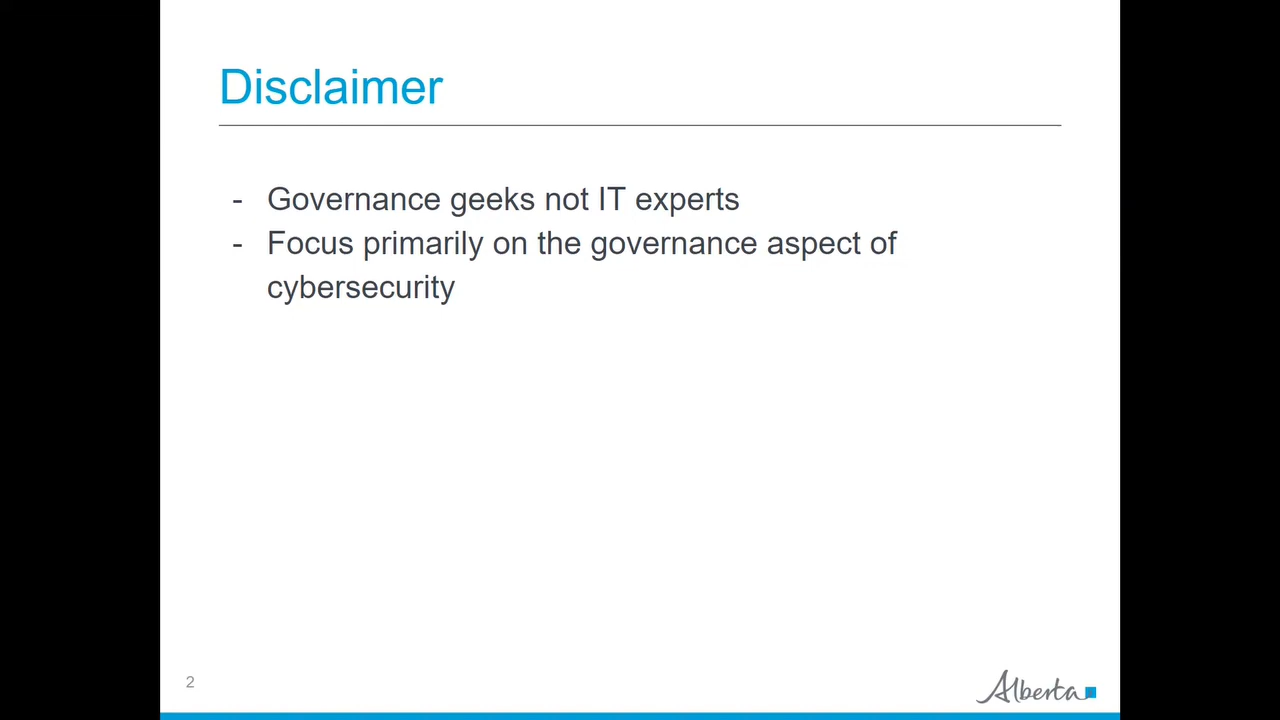 Disclaimer
- Governance geeks not IT experts
- Focus primarily on the governance aspect of
cybersecurity
2
Alberta